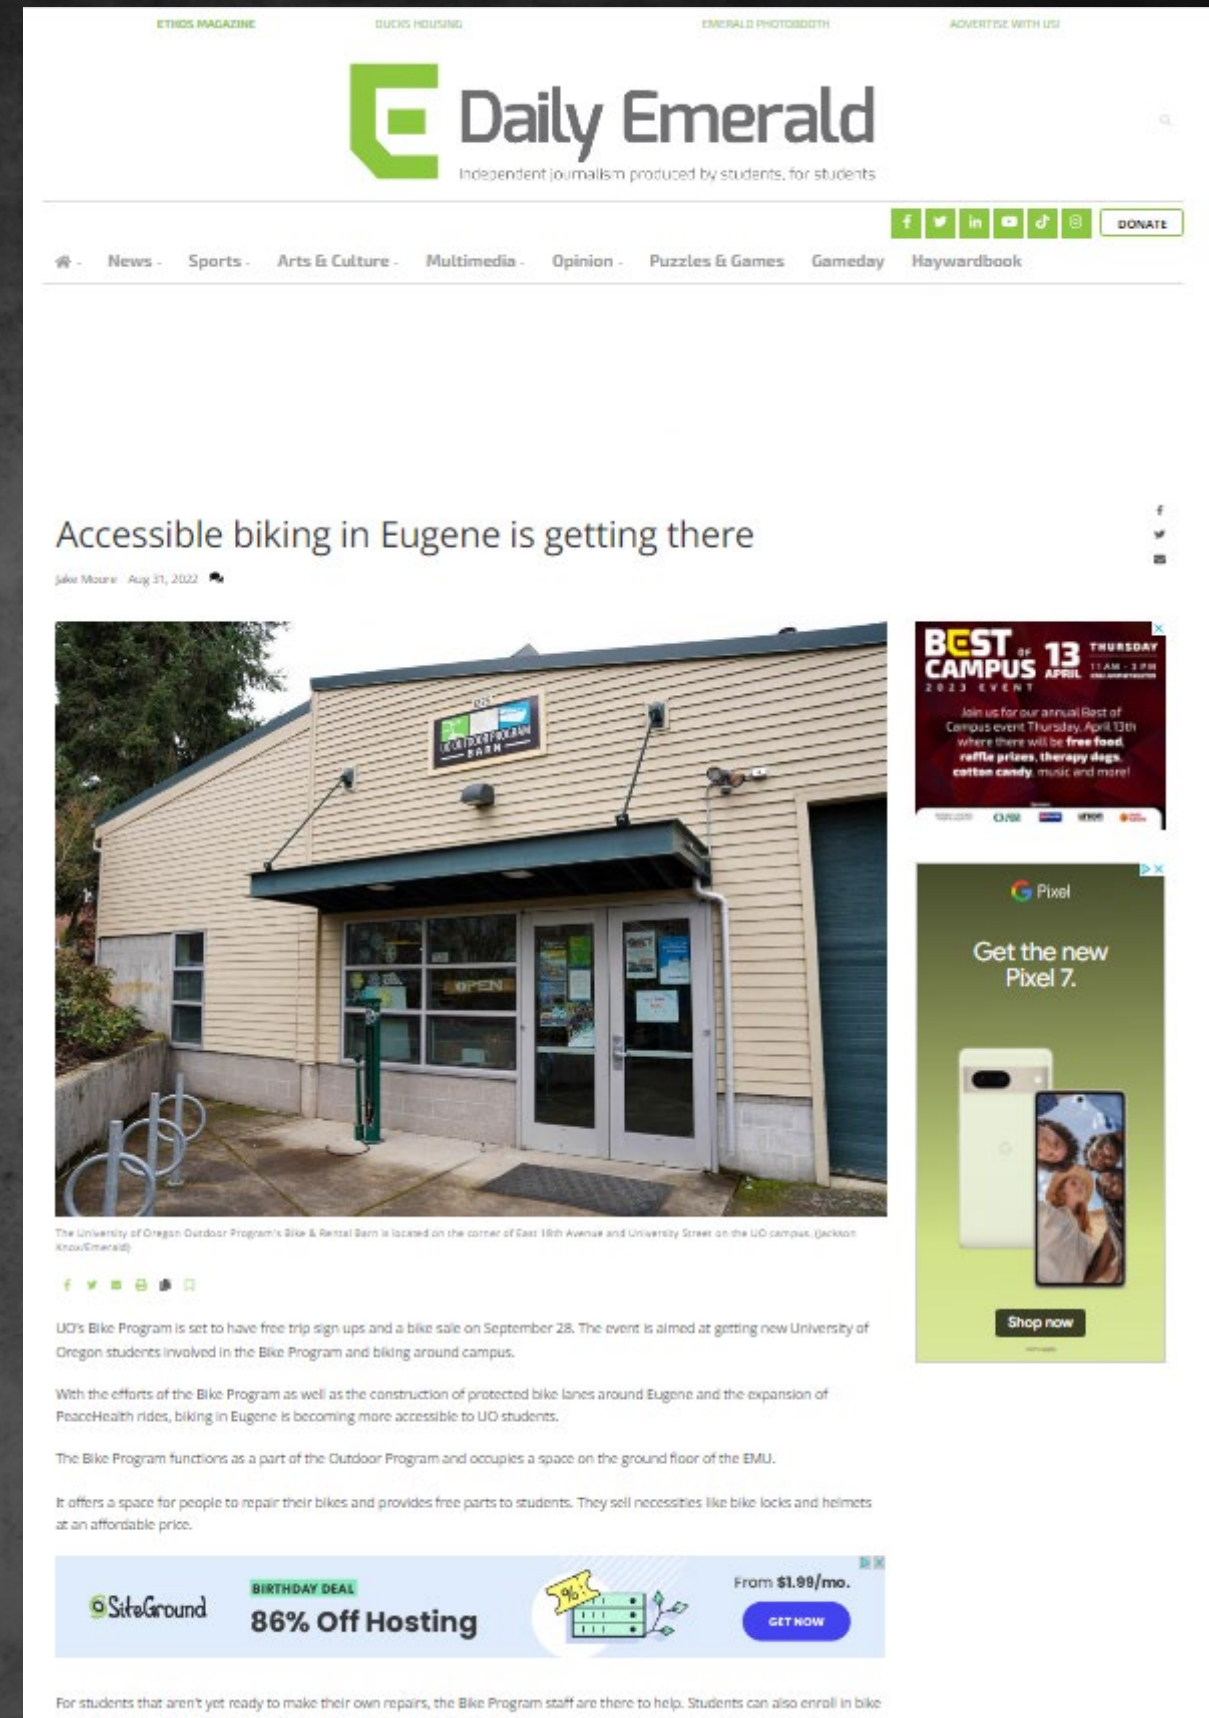 ETHOS MAGAZINE
DUCKS HOUSING
EMERALD PHOTOBOOTH
ADVERTISE WITH US!
Daily Emerald
Independent journalism produced by students, for students
DONATE
News
Sports
Arts & Culture
Multimedia
Opinion
Puzzles & Games
Gameday
Haywardbook
Accessible biking in Eugene is getting there
Jake Moore Aug 31, 2022
UO OUTDOOR PROGRAM
BARN
OPEN
The University of Oregon Outdoor Program's Bike & Rental Barn is located on the corner of East 18th Avenue and University Street on the UO campus. (Jackson
Knox/Emerald)
UO's Bike Program is set to have free trip sign ups and a bike sale on September 28. The event is aimed at getting new University of
Oregon students involved in the Bike Program and biking around campus.
With the efforts of the Bike Program as well as the construction of protected bike lanes around Eugene and the expansion of
PeaceHealth rides, biking in Eugene is becoming more accessible to UO students.
The Bike Program functions as a part of the Outdoor Program and occupies a space on the ground floor of the EMU.
It offers a space for people to repair their bikes and provides free parts to students. They sell necessities like bike locks and helmets
at an affordable price.
SiteGround
BIRTHDAY DEAL
86% Off Hosting
From $1.99/mo.
GET NOW
For students that aren't yet ready to make their own repairs, the Bike Program staff are there to help. Students can also enroll in bike
BEST OF
CAMPUS
2023 EVENT
13
APRIL
THURSDAY
11 AM - 3 PM
Join us for our annual Best of
Campus event Thursday, April 13th
where there will be free food,
raffle prizes, therapy dogs,
cotton candy, music and more!
union
G Pixel
Get the new
Pixel 7.
Shop now